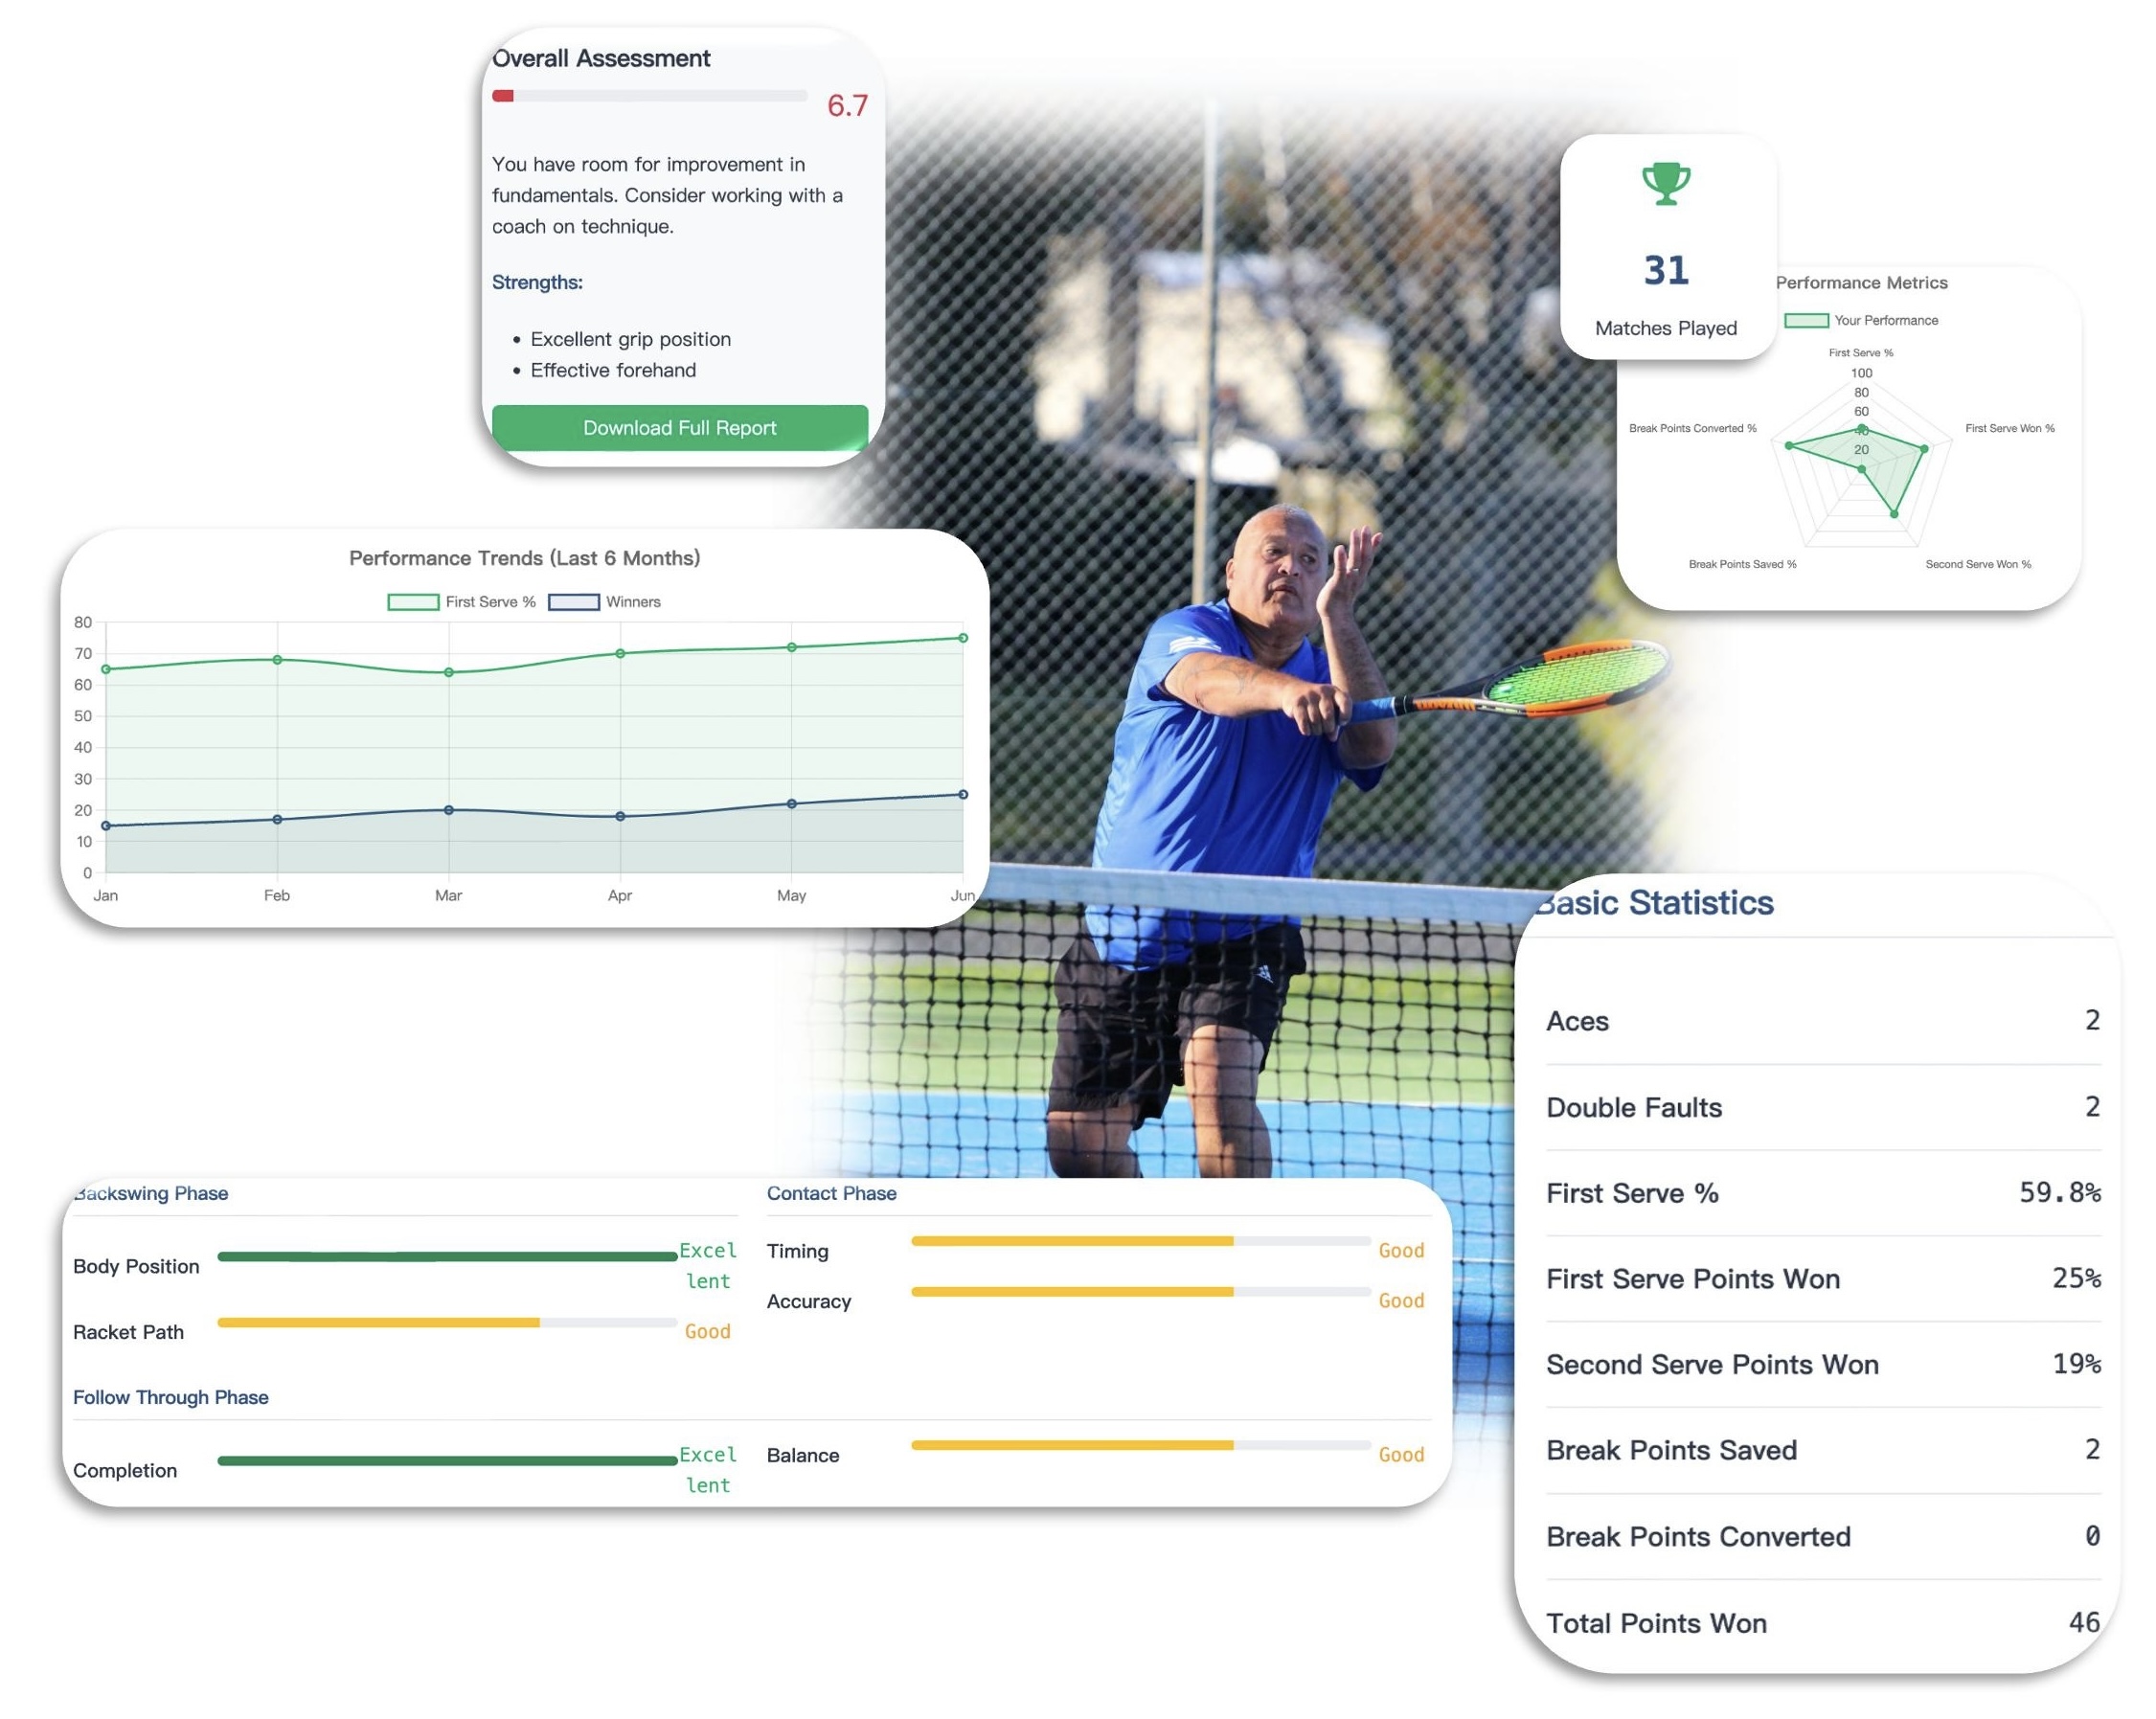 Overall Assessment
6.7
You have room for improvement in
fundamentals. Consider working with a
coach on technique.
Strengths:
• Excellent grip position
• Effective forehand
Download Full Report
31
Matches Played
Performance Metrics
Your Performance
First Serve %
100
80
60
40
20
Break Points Converted %
First Serve Won %
Break Points Saved %
Second Serve Won %
Performance Trends (Last 6 Months)
First Serve % Winners
80
70
60
50
40
30
20
10
0
Jan Feb Mar Apr May Jun
Backswing Phase
Body Position Excel
lent
Racket Path Good
Contact Phase
Timing Good
Accuracy Good
Follow Through Phase
Completion Excel
lent
Balance Good
Basic Statistics
Aces 2
Double Faults 2
First Serve % 59.8%
First Serve Points Won 25%
Second Serve Points Won 19%
Break Points Saved 2
Break Points Converted 0
Total Points Won 46